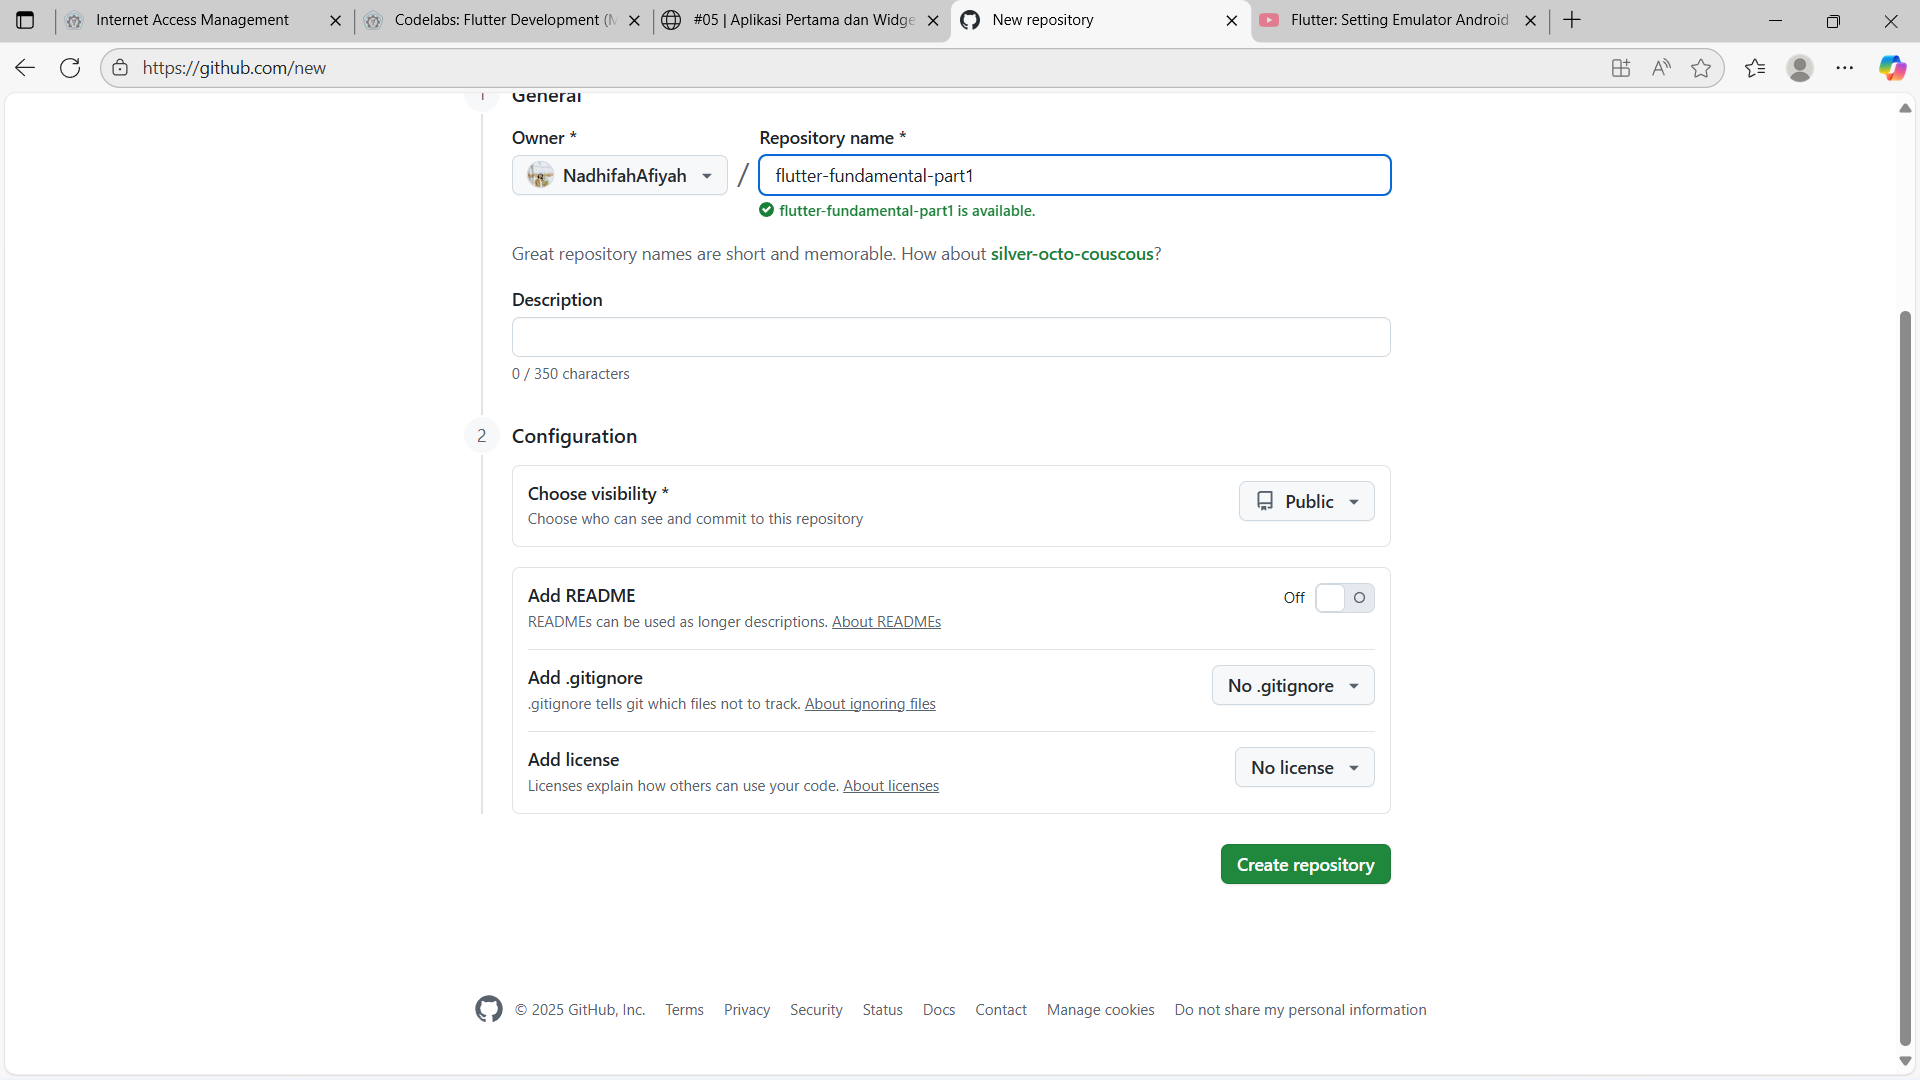 Internet Access Management
Codelabs: Flutter Development (M
#05 | Aplikasi Pertama dan Widge
New repository
Flutter: Setting Emulator Android
https://github.com/new
1
General
Owner *
Repository name *
NadhifahAfiyah
/
flutter-fundamental-part1
flutter-fundamental-part1 is available.
Great repository names are short and memorable. How about silver-octo-couscous?
Description
0 / 350 characters
2
Configuration
Choose visibility *
Choose who can see and commit to this repository
Public
Add README
READMEs can be used as longer descriptions. About READMEs
Off
Add .gitignore
.gitignore tells git which files not to track. About ignoring files
No .gitignore
Add license
Licenses explain how others can use your code. About licenses
No license
Create repository
© 2025 GitHub, Inc. Terms Privacy Security Status Docs Contact Manage cookies Do not share my personal information